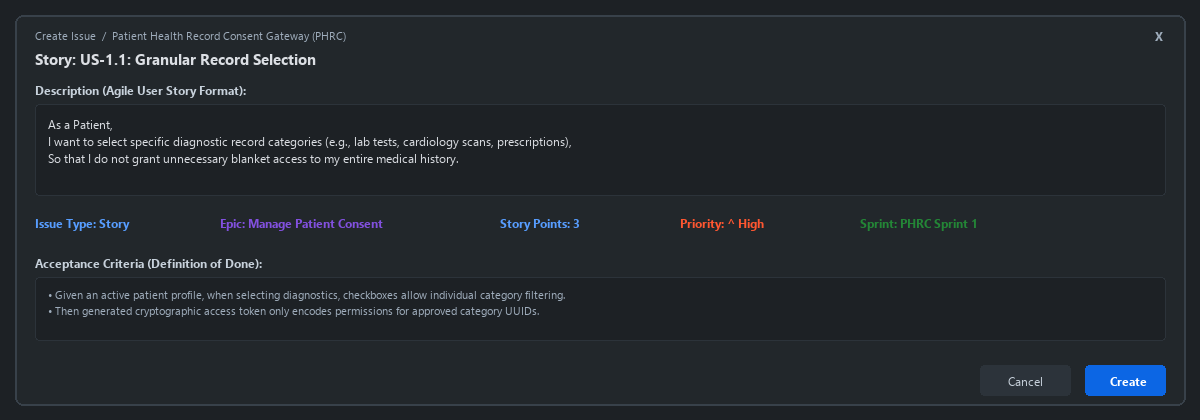 Create Issue / Patient Health Record Consent Gateway (PHRC)
X
Story: US-1.1: Granular Record Selection
Description (Agile User Story Format):
As a Patient,
I want to select specific diagnostic record categories (e.g., lab tests, cardiology scans, prescriptions),
So that I do not grant unnecessary blanket access to my entire medical history.
Issue Type: Story
Epic: Manage Patient Consent
Story Points: 3
Priority: ^ High
Sprint: PHRC Sprint 1
Acceptance Criteria (Definition of Done):
• Given an active patient profile, when selecting diagnostics, checkboxes allow individual category filtering.
• Then generated cryptographic access token only encodes permissions for approved category UUIDs.
Cancel
Create